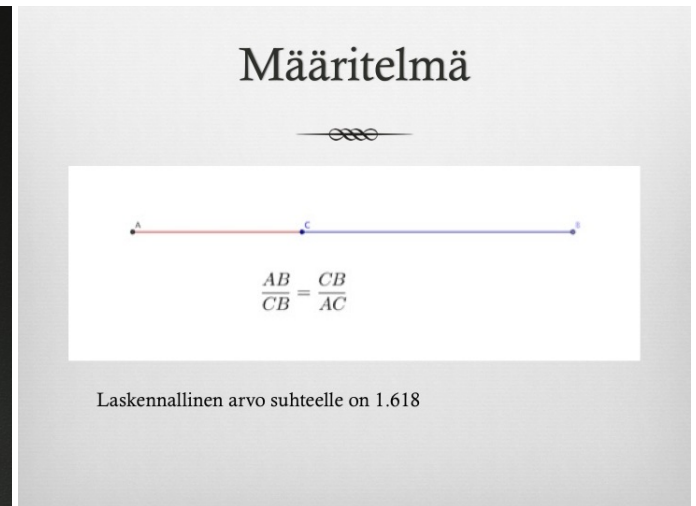 Määritelmä
A C B
AB/CB = CB/AC
Laskennallinen arvo suhteelle on 1.618